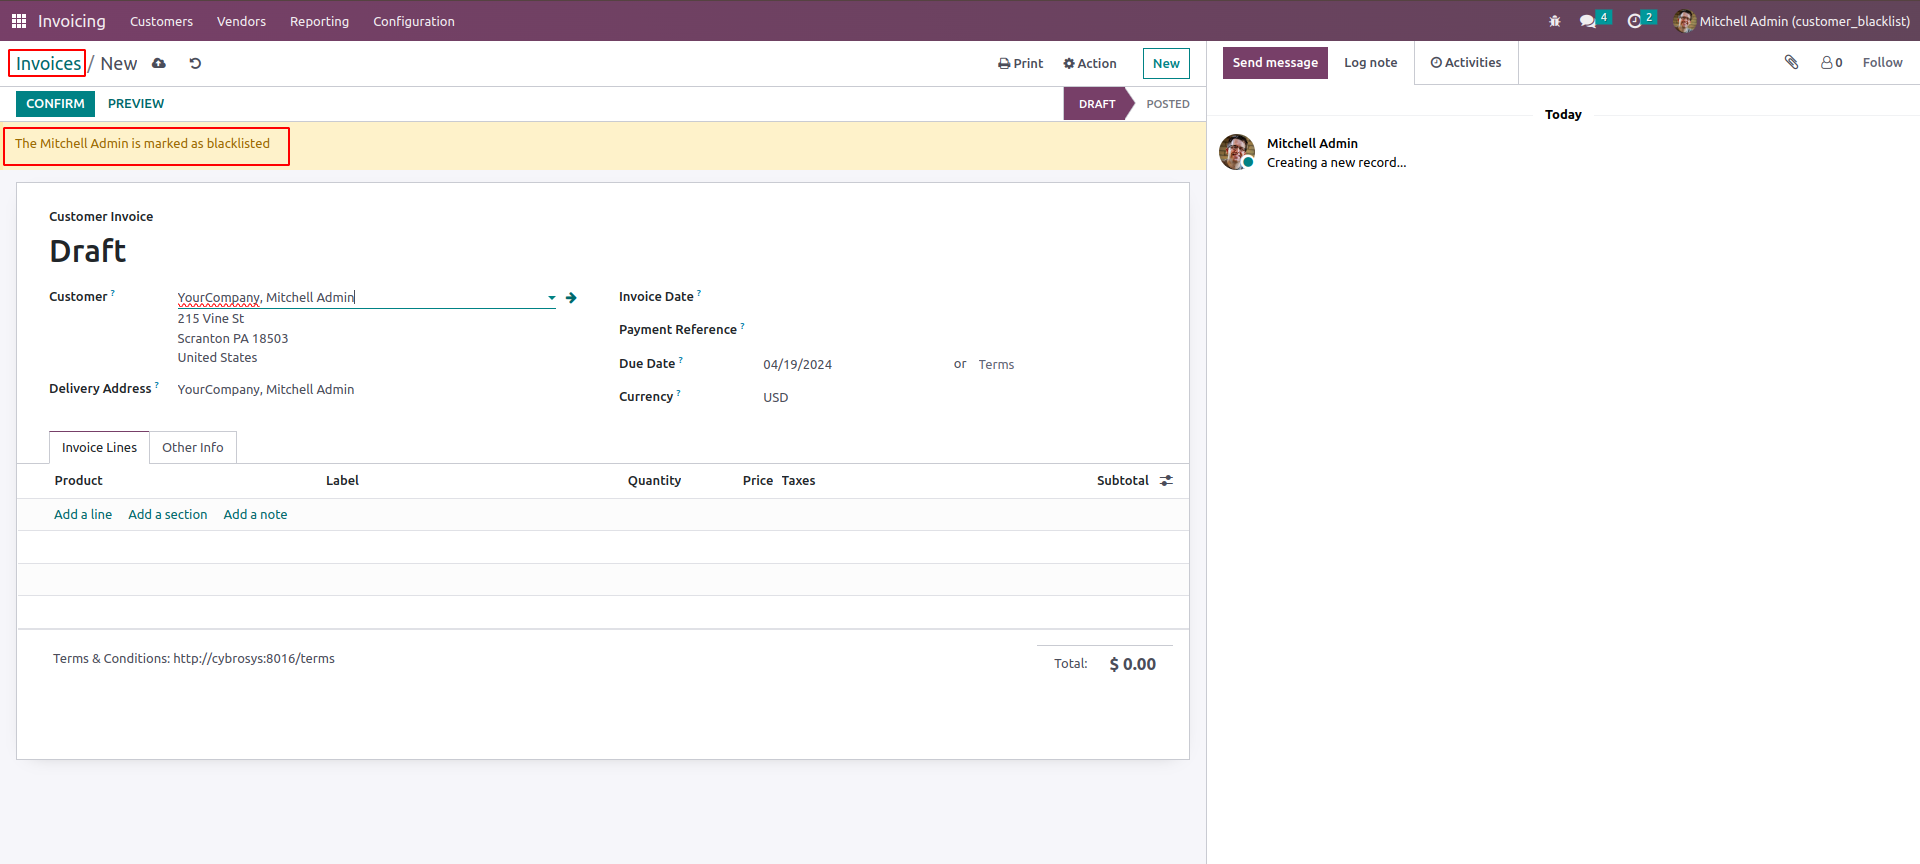 Invoicing Customers Vendors Reporting Configuration 4 2 Mitchell Admin (customer_blacklist)
Invoices / New Print Action New Send message Log note Activities 0 Follow
CONFIRM PREVIEW DRAFT POSTED
Today
The Mitchell Admin is marked as blacklisted
Mitchell Admin
Creating a new record...
Customer Invoice
Draft
Customer ? YourCompany, Mitchell Admin
215 Vine St
Scranton PA 18503
United States
Delivery Address ? YourCompany, Mitchell Admin
Invoice Date ?
Payment Reference ?
Due Date ? 04/19/2024 or Terms
Currency ? USD
Invoice Lines Other Info
Product Label Quantity Price Taxes Subtotal
Add a line Add a section Add a note
Terms & Conditions: http://cybrosys:8016/terms
Total: $ 0.00